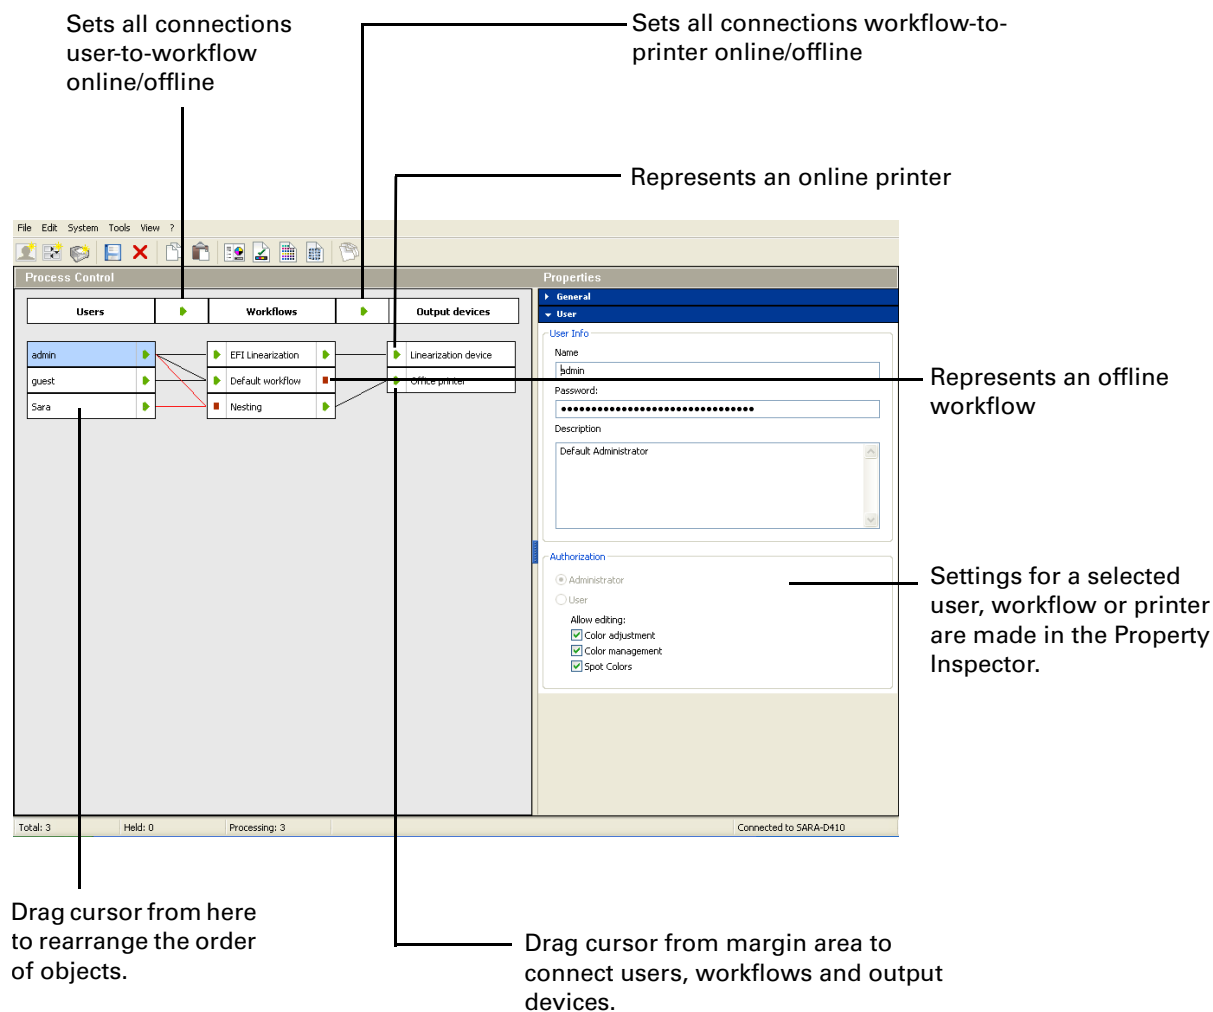 Sets all connections
user-to-workflow
online/offline
Sets all connections workflow-to-
printer online/offline
Represents an online printer
File Edit System Tools View ?
Process Control
Properties
Users
Workflows
Output devices
admin
EFI Linearization
Linearization device
guest
Default workflow
Office printer
Sara
Nesting
General
User
User Info
Name
admin
Password:
Description
Default Administrator
Authorization
Administrator
User
Allow editing:
Color adjustment
Color management
Spot Colors
Represents an offline
workflow
Settings for a selected
user, workflow or printer
are made in the Property
Inspector.
Total: 3
Held: 0
Processing: 3
Connected to SARA-D410
Drag cursor from here
to rearrange the order
of objects.
Drag cursor from margin area to
connect users, workflows and output
devices.